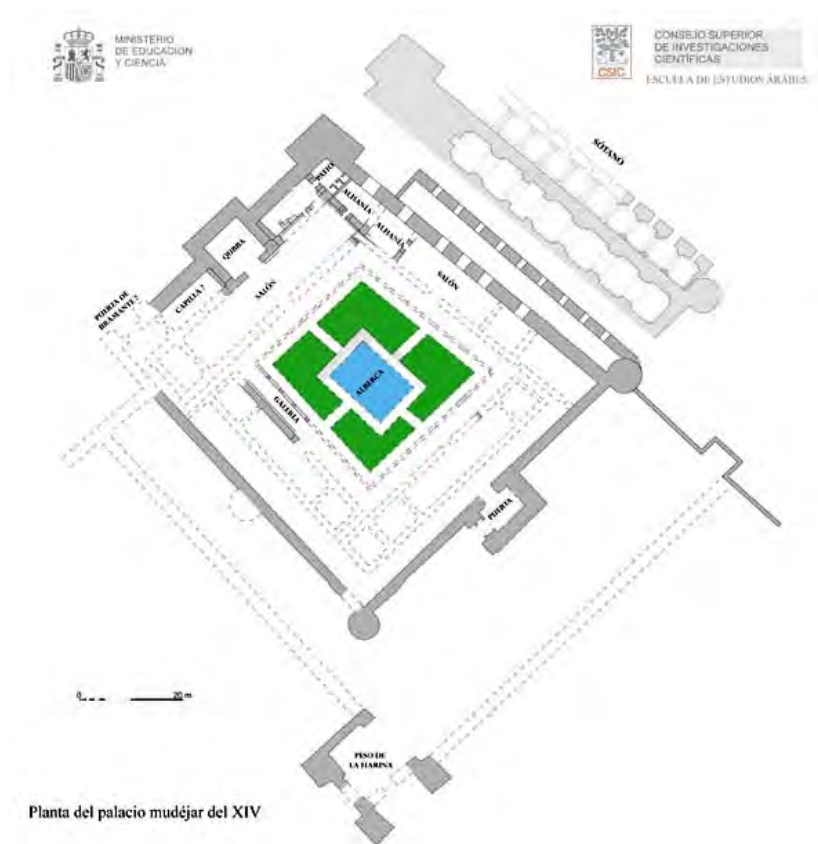 MINISTERIO
DE EDUCACION
Y CIENCIA
CSIC
CONSEJO SUPERIOR
DE INVESTIGACIONES
CIENTÍFICAS
ESCUELA DE ESTUDIOS ÁRABES
SÓTANO
PATIO
ALHANÍA
ALHANÍA
QUBBA
SALÓN
SALÓN
CAPILLA ?
PUERTA DE
BRAMANTE ?
ALBERCA
GALERÍA
PUERTA
0
20 m
PESO DE
LA HARINA
Planta del palacio mudéjar del XIV